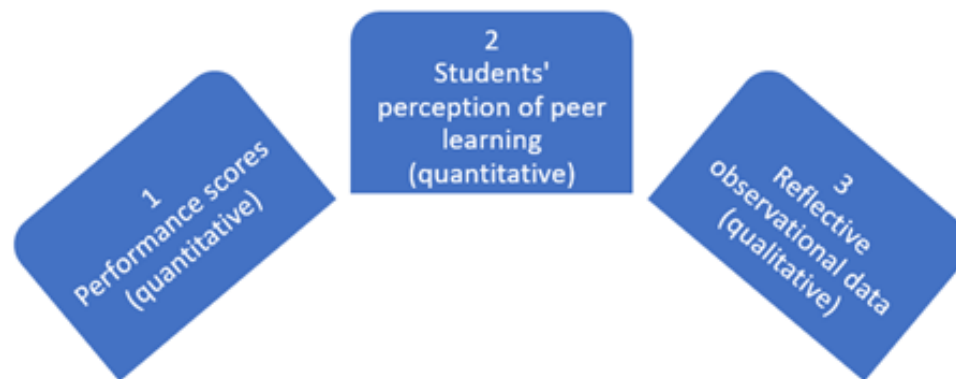 1
Performance scores
(quantitative)
2
Students'
perception of peer
learning
(quantitative)
3
Reflective
observational data
(qualitative)